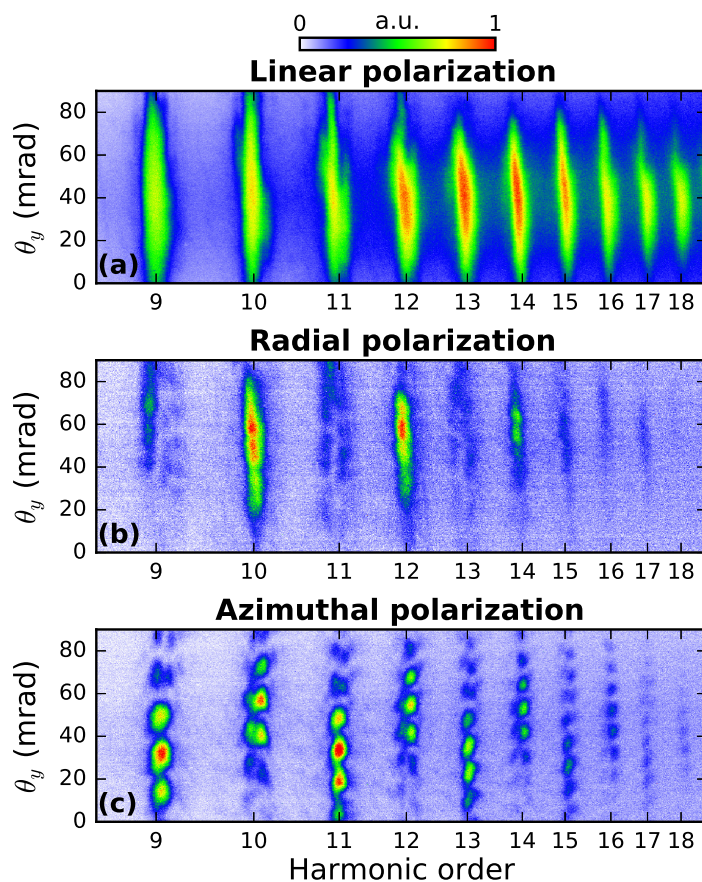 0 a.u. 1
Linear polarization
80
60
40
20
0
θy (mrad)
(a)
9 10 11 12 13 14 15 16 17 18
Radial polarization
80
60
40
20
0
θy (mrad)
(b)
9 10 11 12 13 14 15 16 17 18
Azimuthal polarization
80
60
40
20
0
θy (mrad)
(c)
9 10 11 12 13 14 15 16 17 18
Harmonic order